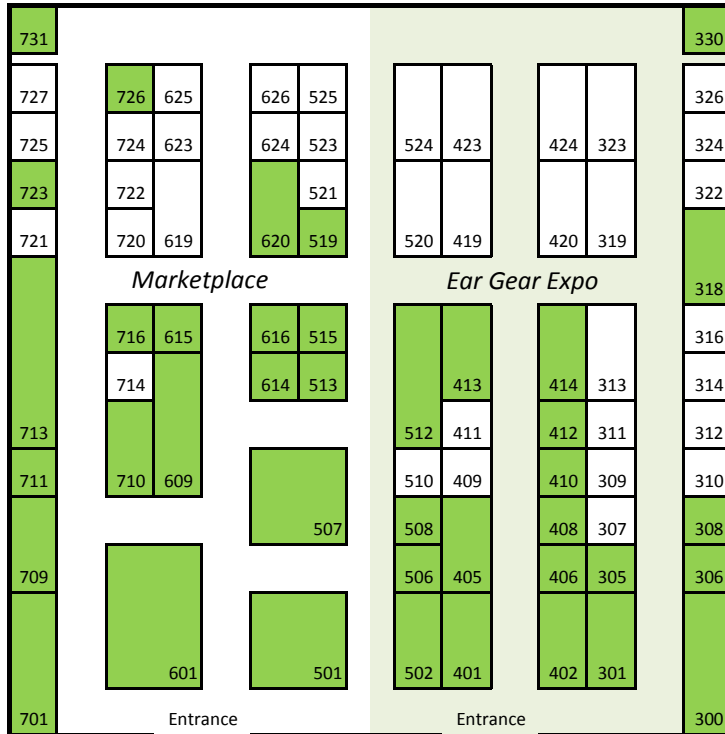 731 330
727 726 625 626 525 326
725 724 623 624 523 524 423 424 323 324
723 722 521 322
721 720 619 620 519 520 419 420 319
Marketplace Ear Gear Expo
318
716 615 616 515 316
714 614 513 413 414 313 314
713 512 411 412 311 312
711 710 609 510 409 410 309 310
507 508 408 307 308
709 506 405 406 305 306
601 501 502 401 402 301
701 Entrance Entrance 300